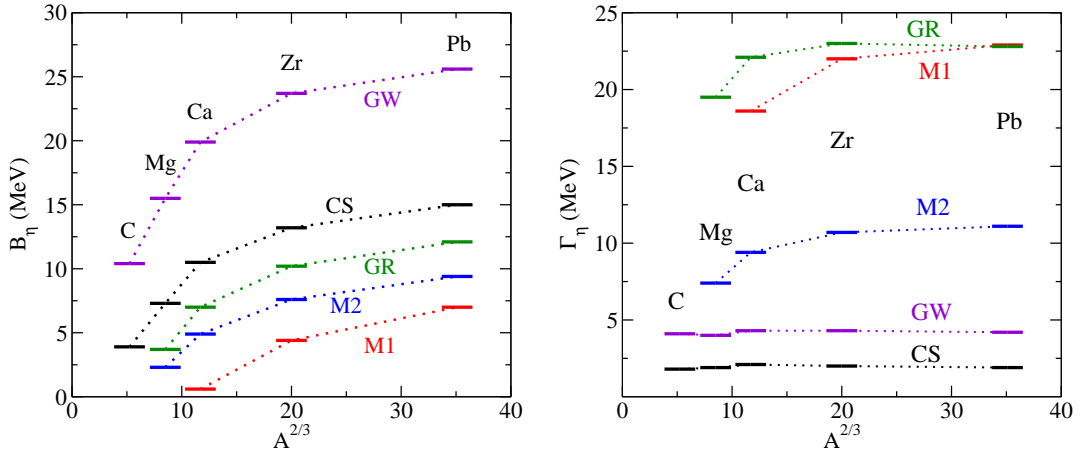 30
25
20
15
10
5
0
B_η (MeV)
Pb
Zr
GW
Ca
Mg
C
CS
GR
M2
M1
0 10 20 30 40
A^{2/3}
25
20
15
10
5
0
Γ_η (MeV)
GR
M1
Zr
Pb
Ca
M2
Mg
C
GW
CS
0 10 20 30 40
A^{2/3}